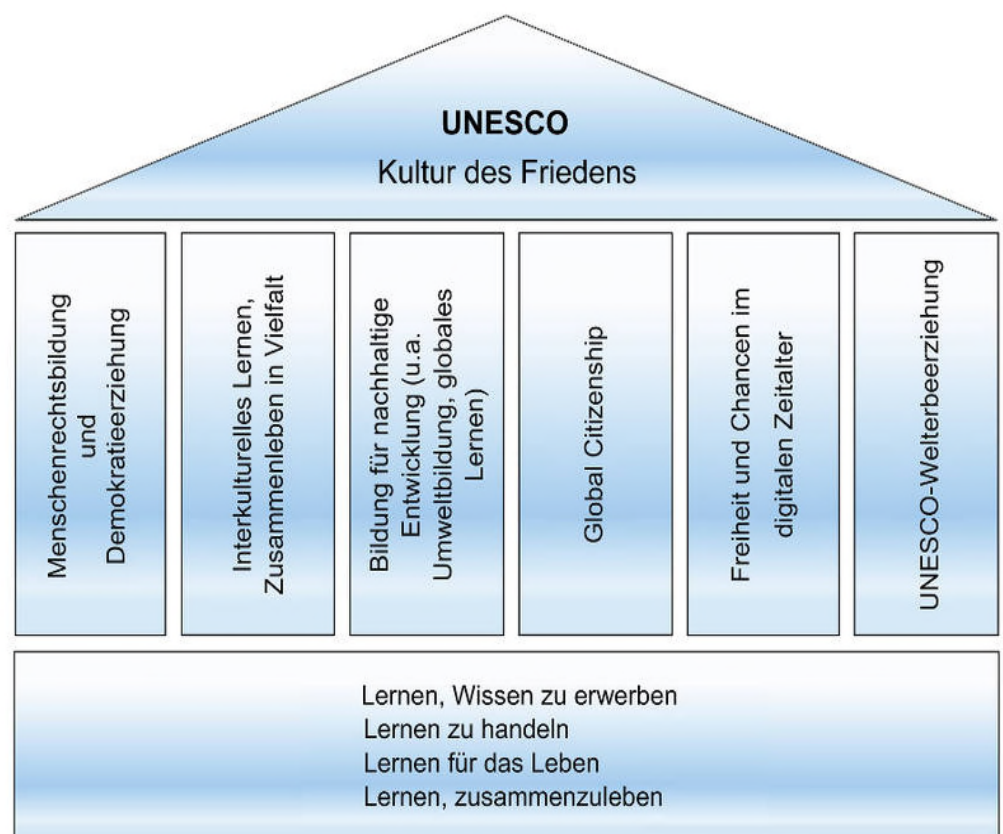 UNESCO
Kultur des Friedens
Menschenrechtsbildung
und
Demokratieerziehung
Interkulturelles Lernen,
Zusammenleben in Vielfalt
Bildung für nachhaltige
Entwicklung (u.a.
Umweltbildung, globales
Lernen)
Global Citizenship
Freiheit und Chancen im
digitalen Zeitalter
UNESCO-Welterbeerziehung
Lernen, Wissen zu erwerben
Lernen zu handeln
Lernen für das Leben
Lernen, zusammenzuleben